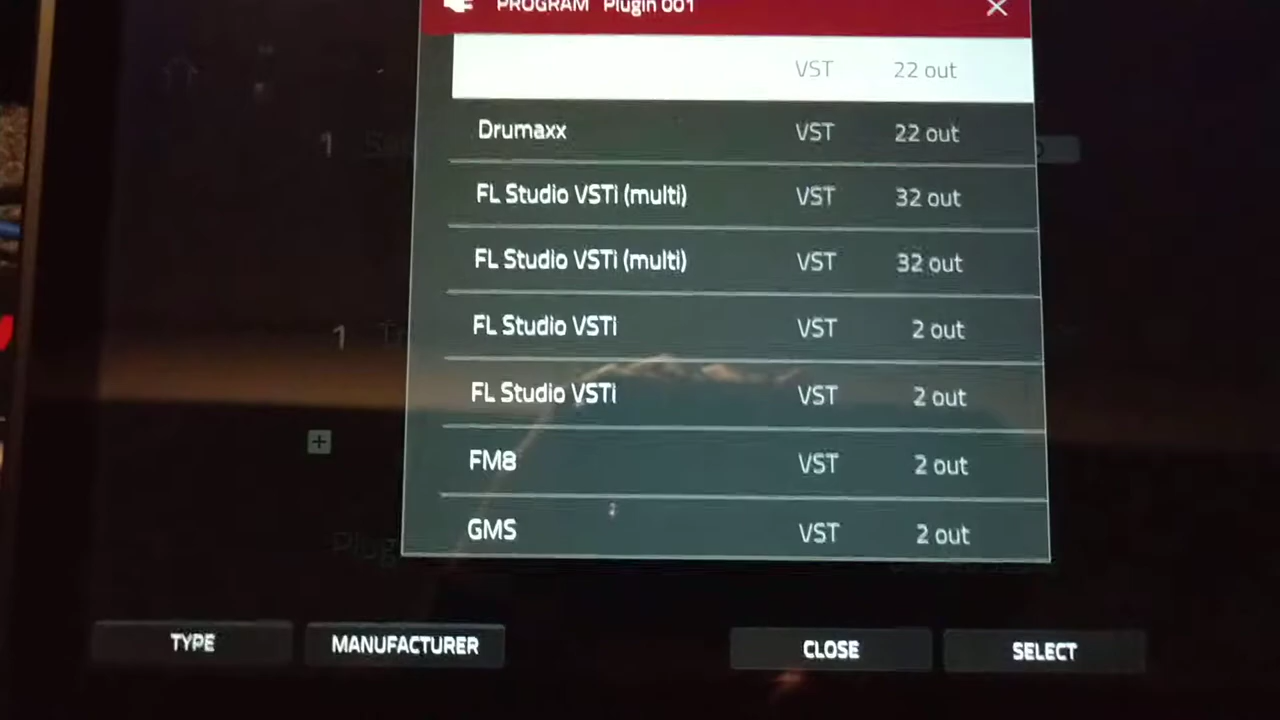 PROGRAM Plugin 001
VST 22 out
Drumaxx VST 22 out
FL Studio VSTi (multi) VST 32 out
FL Studio VSTi (multi) VST 32 out
FL Studio VSTi VST 2 out
FL Studio VSTi VST 2 out
FM8 VST 2 out
GMS VST 2 out
1
1
TYPE MANUFACTURER CLOSE SELECT